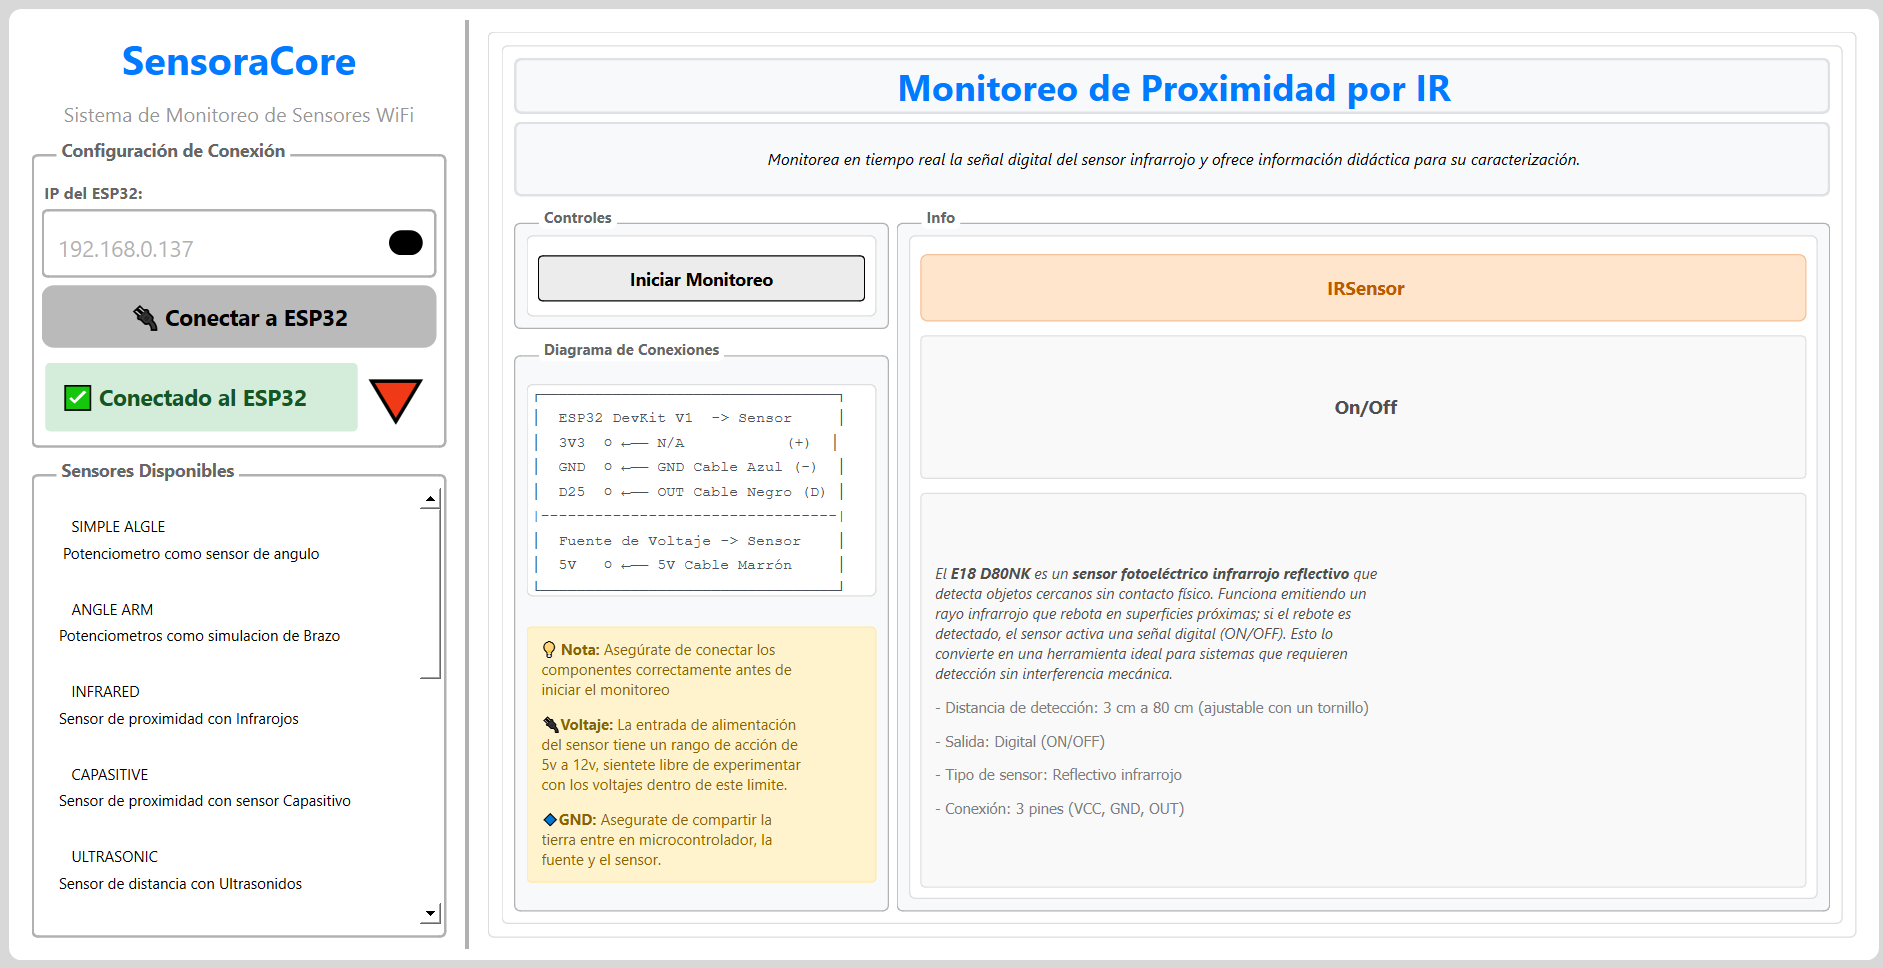 SensoraCore
Sistema de Monitoreo de Sensores WiFi
Configuración de Conexión
IP del ESP32:
192.168.0.137
Conectar a ESP32
Conectado al ESP32
Sensores Disponibles
SIMPLE ALGLE
Potenciometro como sensor de angulo
ANGLE ARM
Potenciometros como simulacion de Brazo
INFRARED
Sensor de proximidad con Infrarojos
CAPASITIVE
Sensor de proximidad con sensor Capasitivo
ULTRASONIC
Sensor de distancia con Ultrasonidos
Monitoreo de Proximidad por IR
Monitorea en tiempo real la señal digital del sensor infrarrojo y ofrece información didáctica para su caracterización.
Controles
Iniciar Monitoreo
Diagrama de Conexiones
ESP32 DevKit V1 -> Sensor
3V3 o ←── N/A (+)
GND o ←── GND Cable Azul (-)
D25 o ←── OUT Cable Negro (D)
|---------------------------------|
Fuente de Voltaje -> Sensor
5V o ←── 5V Cable Marrón
💡 Nota: Asegúrate de conectar los
componentes correctamente antes de
iniciar el monitoreo
🔌Voltaje: La entrada de alimentación
del sensor tiene un rango de acción de
5v a 12v, sientete libre de experimentar
con los voltajes dentro de este limite.
🔷GND: Asegurate de compartir la
tierra entre en microcontrolador, la
fuente y el sensor.
Info
IRSensor
On/Off
El E18 D80NK es un sensor fotoeléctrico infrarrojo reflectivo que
detecta objetos cercanos sin contacto físico. Funciona emitiendo un
rayo infrarrojo que rebota en superficies próximas; si el rebote es
detectado, el sensor activa una señal digital (ON/OFF). Esto lo
convierte en una herramienta ideal para sistemas que requieren
detección sin interferencia mecánica.
- Distancia de detección: 3 cm a 80 cm (ajustable con un tornillo)
- Salida: Digital (ON/OFF)
- Tipo de sensor: Reflectivo infrarrojo
- Conexión: 3 pines (VCC, GND, OUT)